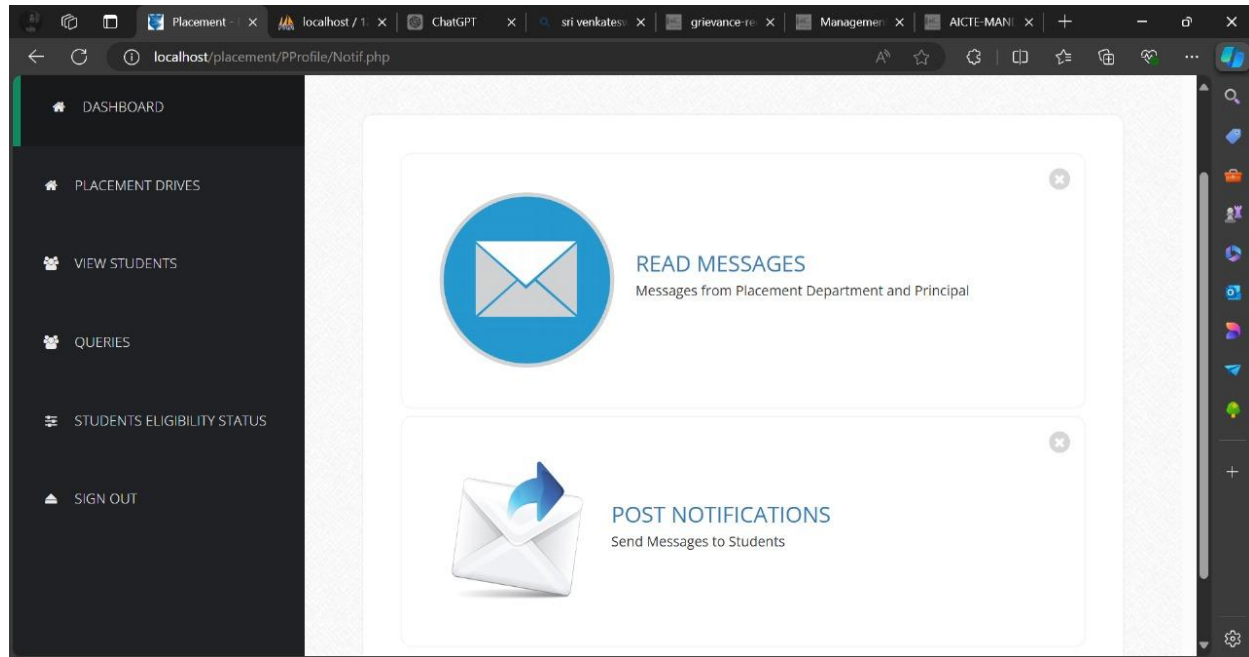 Placement -
localhost / 1
ChatGPT
sri venkatesw
grievance-re
Managemen
AICTE-MAN
localhost/placement/PProfile/Notif.php
DASHBOARD
PLACEMENT DRIVES
VIEW STUDENTS
QUERIES
STUDENTS ELIGIBILITY STATUS
SIGN OUT
READ MESSAGES
Messages from Placement Department and Principal
POST NOTIFICATIONS
Send Messages to Students